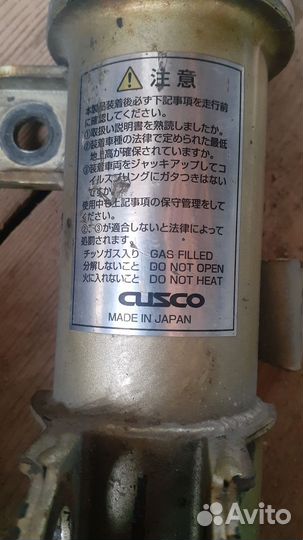 注意
本製品装着後必ず下記事項を走行前
に確認してください。
①取扱い説明書を熟読しましたか。
②装着車種の法律で定められた最低
地上高が確保されていますか。
③装着車両をジャッキアップしてコ
イルスプリングにガタつきはない
ですか。
使用中も上記事項の保守管理をして
ください。
②、③が適合しないと法律によって
処罰されます。
チッソガス入り GAS FILLED
分解しないこと DO NOT OPEN
火に入れないこと DO NOT HEAT
CUSCO
MADE IN JAPAN
Avito